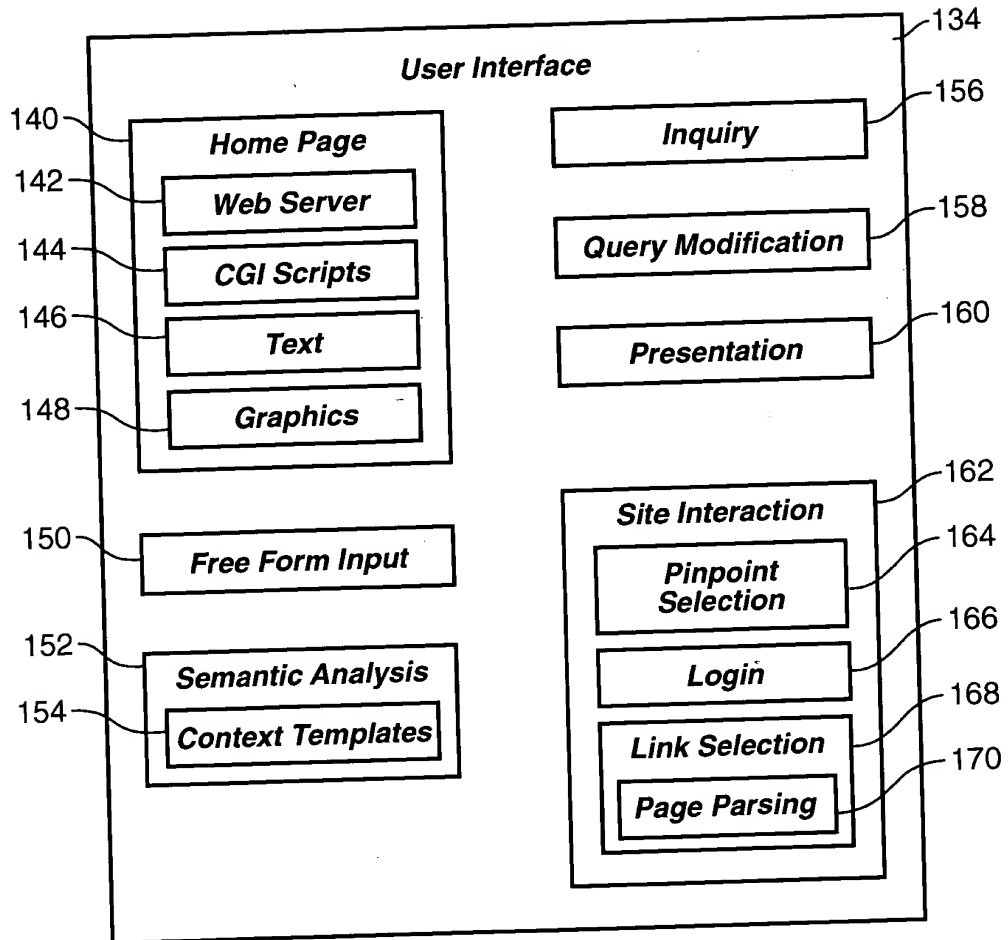 134
User Interface
140
Home Page
142
Web Server
144
CGI Scripts
146
Text
148
Graphics
150
Free Form Input
152
Semantic Analysis
154
Context Templates
156
Inquiry
158
Query Modification
160
Presentation
162
Site Interaction
164
Pinpoint
Selection
166
Login
168
Link Selection
170
Page Parsing